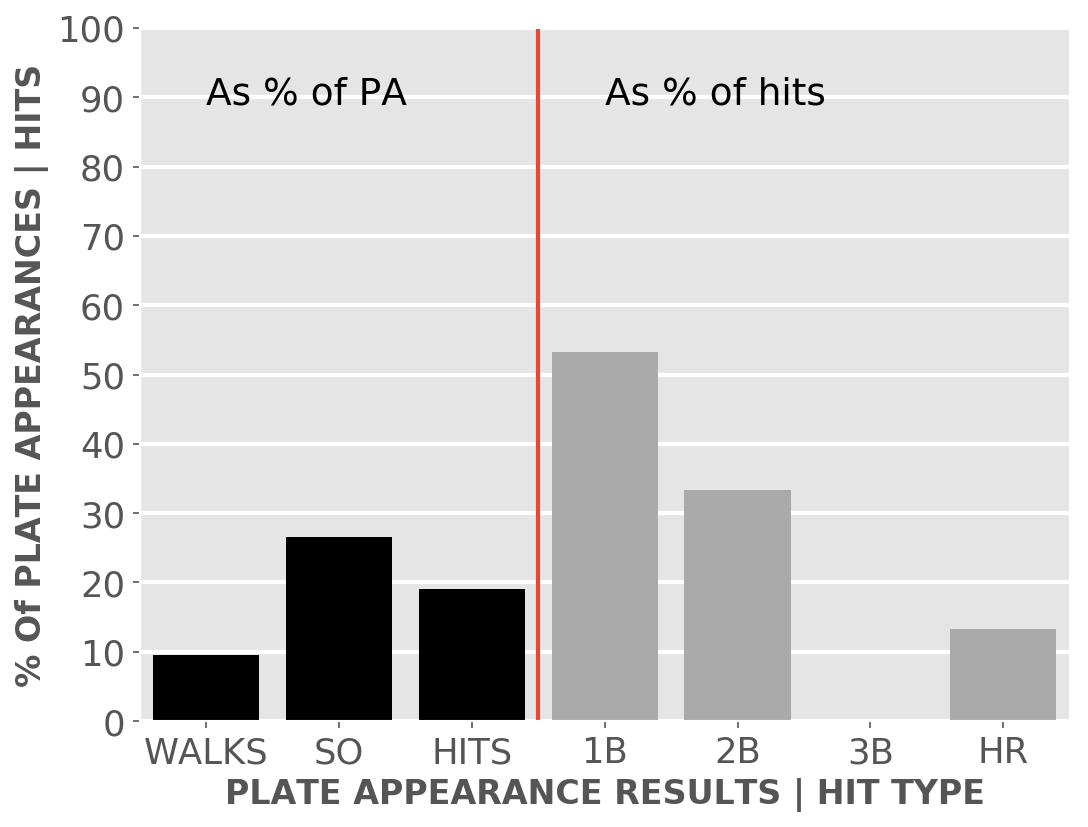 100
90
80
70
60
50
40
30
20
10
0
% Of PLATE APPEARANCES | HITS
As % of PA
As % of hits
WALKS SO HITS 1B 2B 3B HR
PLATE APPEARANCE RESULTS | HIT TYPE